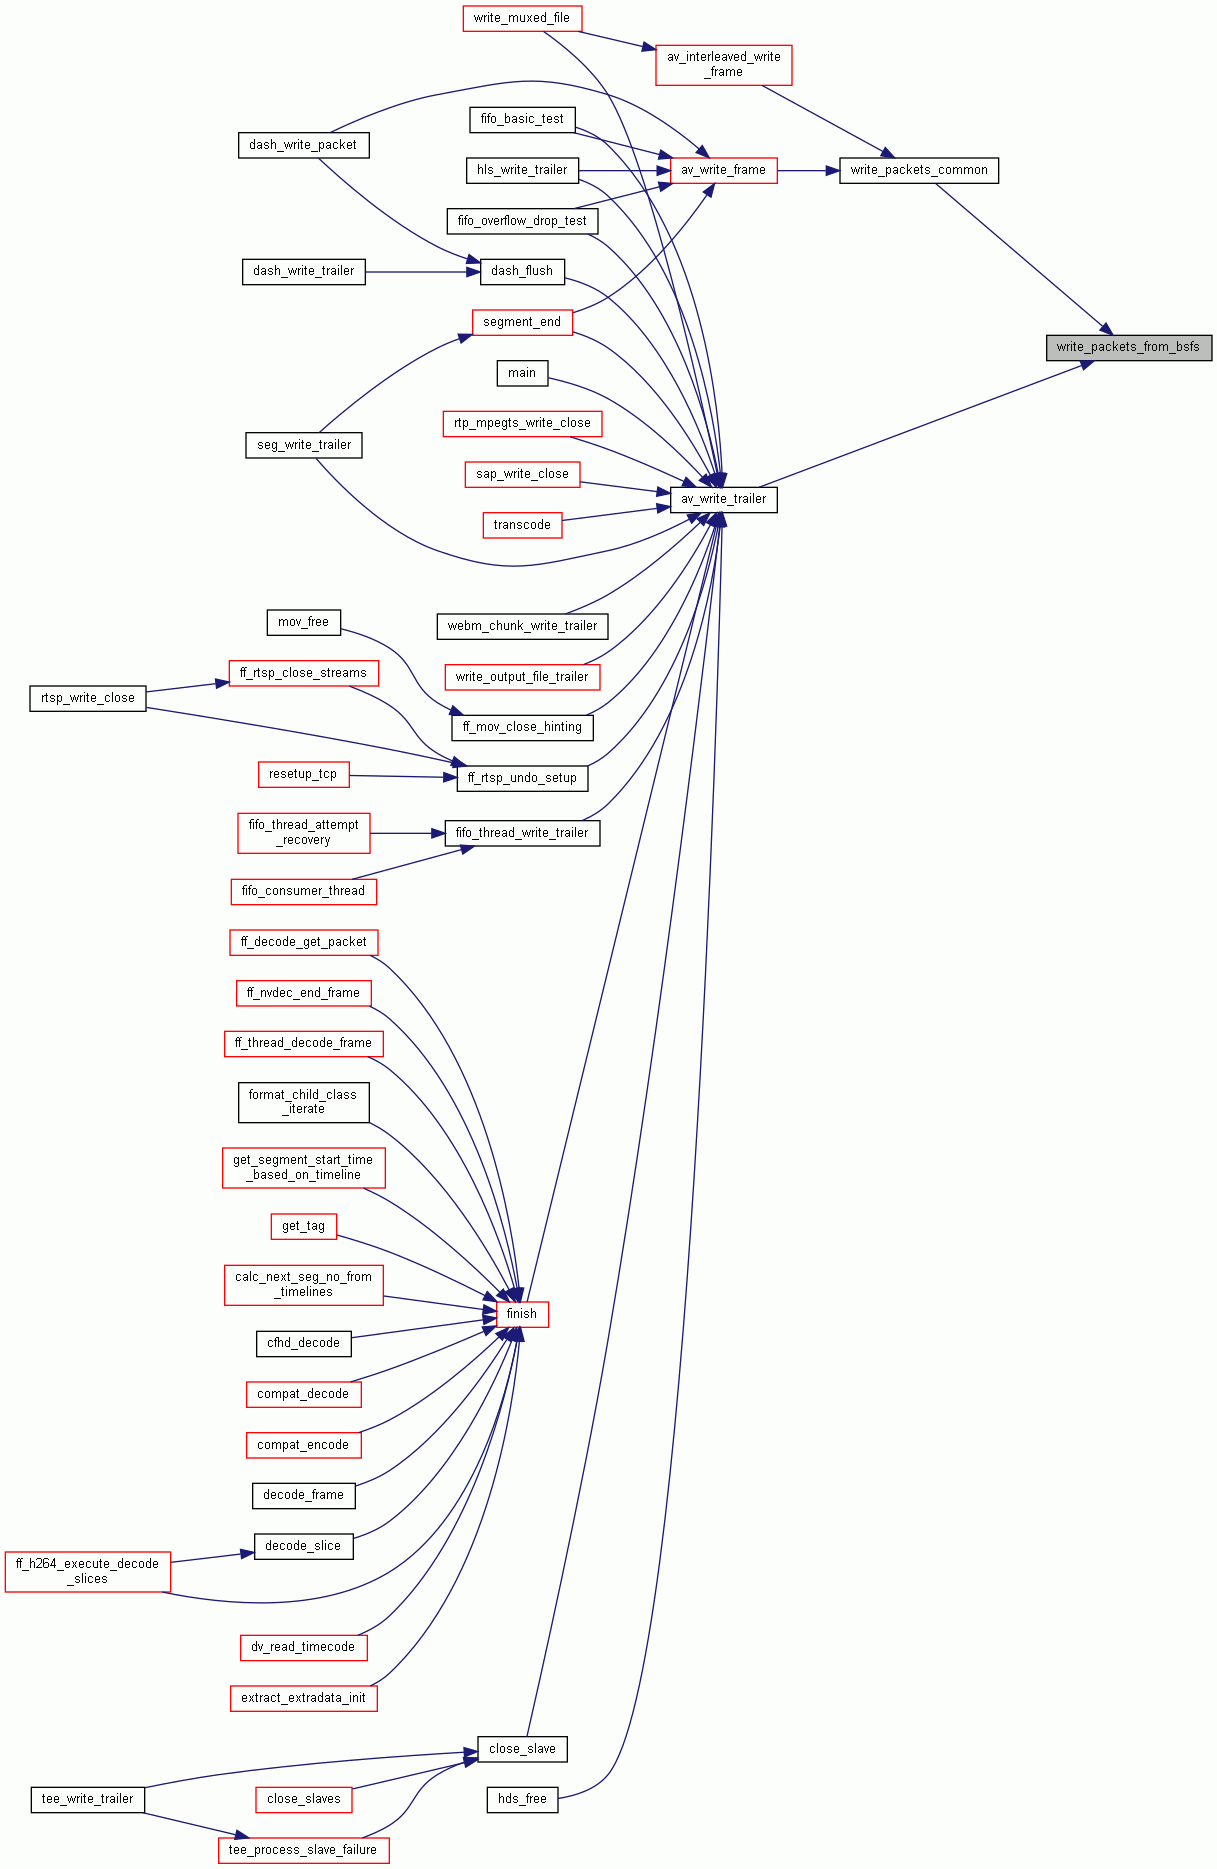 write_muxed_file
av_interleaved_write
_frame
fifo_basic_test
dash_write_packet
hls_write_trailer
av_write_frame
write_packets_common
fifo_overflow_drop_test
dash_write_trailer
dash_flush
segment_end
write_packets_from_bsfs
main
rtp_mpegts_write_close
seg_write_trailer
sap_write_close
av_write_trailer
transcode
mov_free
webm_chunk_write_trailer
ff_rtsp_close_streams
write_output_file_trailer
rtsp_write_close
ff_mov_close_hinting
resetup_tcp
ff_rtsp_undo_setup
fifo_thread_attempt
_recovery
fifo_thread_write_trailer
fifo_consumer_thread
ff_decode_get_packet
ff_nvdec_end_frame
ff_thread_decode_frame
format_child_class
_iterate
get_segment_start_time
_based_on_timeline
get_tag
calc_next_seg_no_from
_timelines
finish
cfhd_decode
compat_decode
compat_encode
decode_frame
decode_slice
ff_h264_execute_decode
_slices
dv_read_timecode
extract_extradata_init
close_slave
tee_write_trailer
close_slaves
hds_free
tee_process_slave_failure